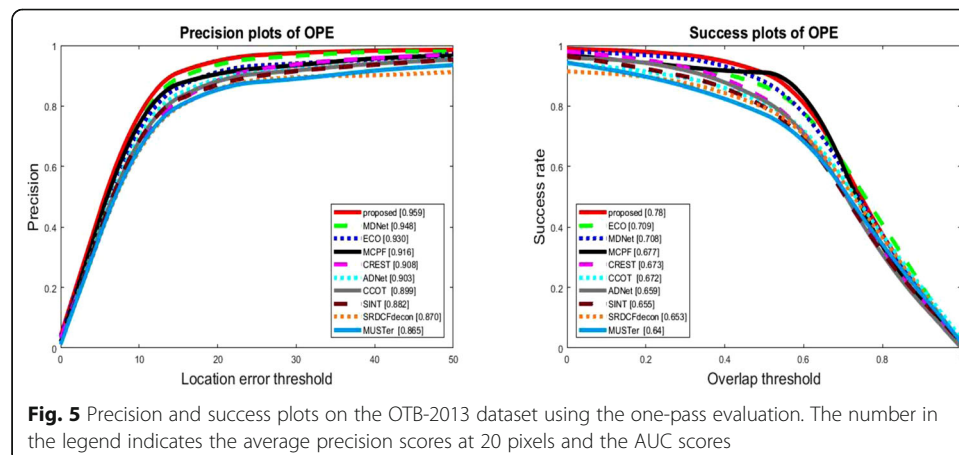 Precision plots of OPE
1
0.8
0.6
0.4
0.2
0
Precision
proposed [0.959]
MDNet [0.948]
ECO [0.930]
MCPF [0.916]
CREST [0.908]
ADNet [0.903]
CCOT [0.899]
SINT [0.882]
SRDCFdecon [0.870]
MUSTer [0.865]
0 10 20 30 40 50
Location error threshold
Success plots of OPE
1
0.8
0.6
0.4
0.2
0
Success rate
proposed [0.78]
ECO [0.709]
MDNet [0.708]
MCPF [0.677]
CREST [0.673]
CCOT [0.672]
ADNet [0.659]
SINT [0.655]
SRDCFdecon [0.653]
MUSTer [0.64]
0 0.2 0.4 0.6 0.8
Overlap threshold
Fig. 5 Precision and success plots on the OTB-2013 dataset using the one-pass evaluation. The number in
the legend indicates the average precision scores at 20 pixels and the AUC scores